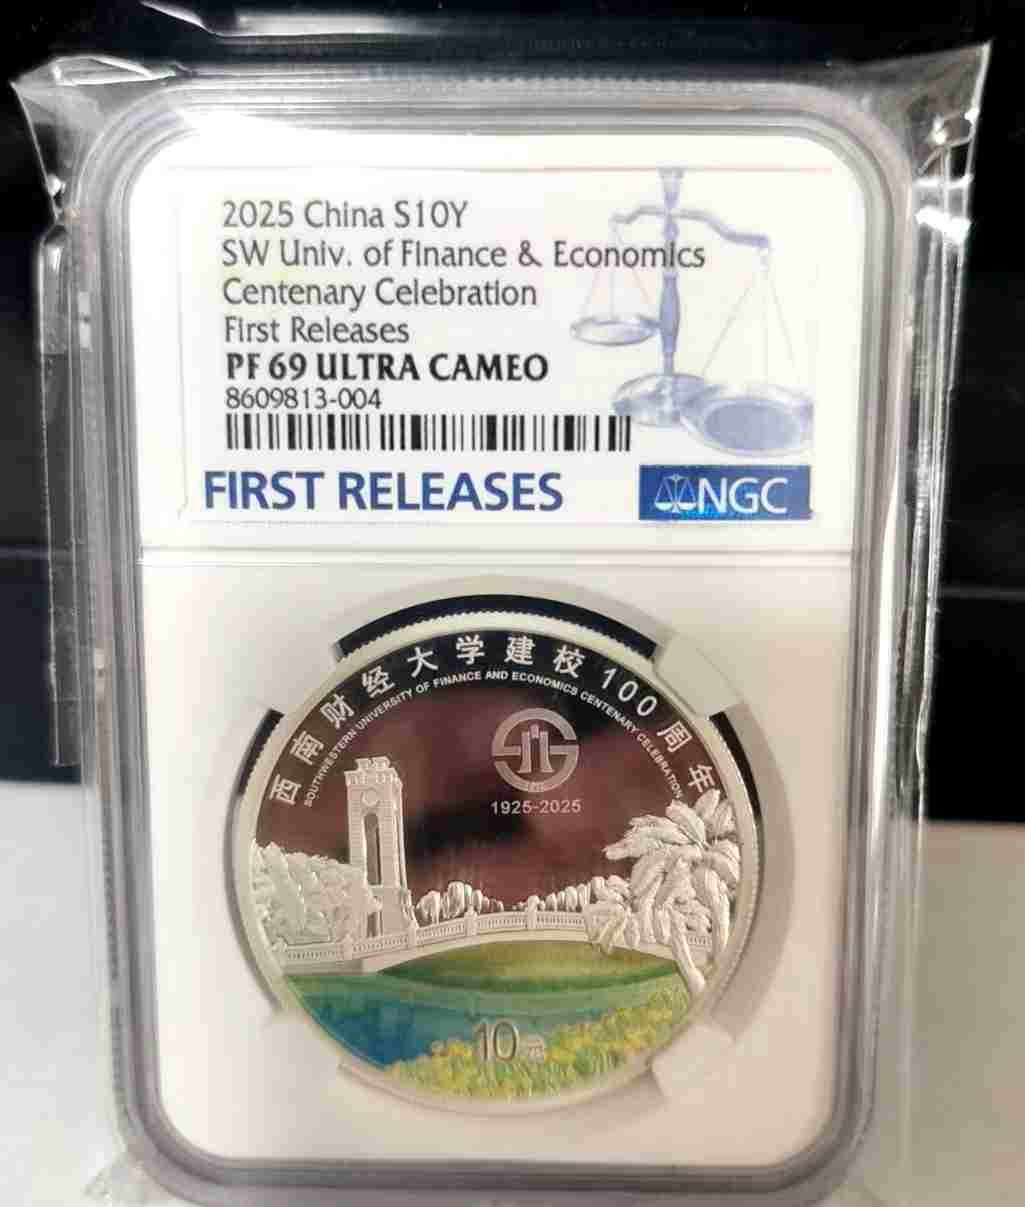 2025 China S10Y
SW Univ. of Finance & Economics
Centenary Celebration
First Releases
PF 69 ULTRA CAMEO
8609813-004
FIRST RELEASES
NGC
西南财经大学建校100周年
SOUTHWESTERN UNIVERSITY OF FINANCE AND ECONOMICS CENTENARY CELEBRATION
1925
1925-2025
10元